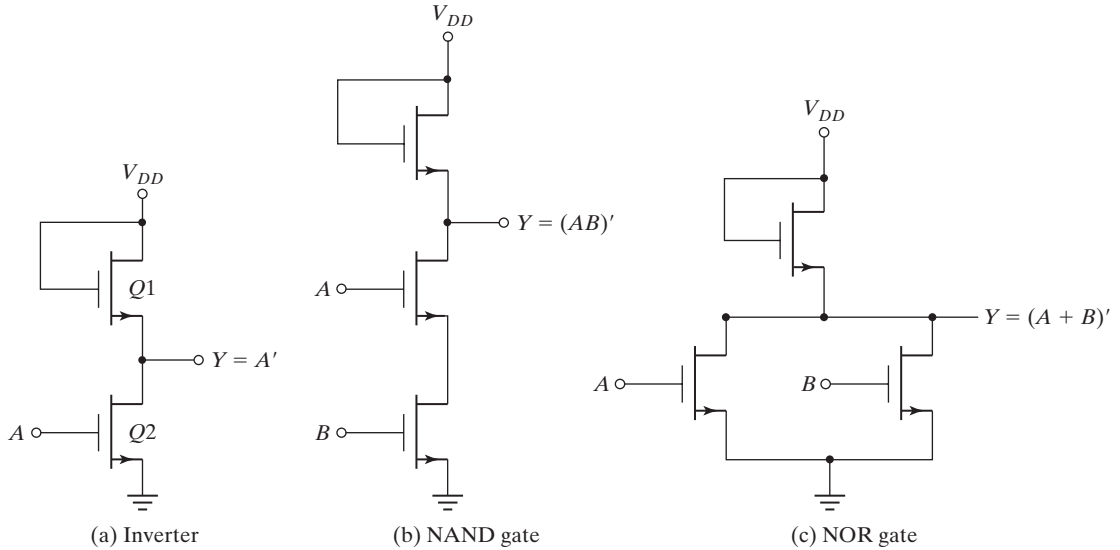 V_DD
Q1
Y = A′
A
Q2
(a) Inverter
V_DD
Y = (AB)′
A
B
(b) NAND gate
V_DD
Y = (A + B)′
A
B
(c) NOR gate